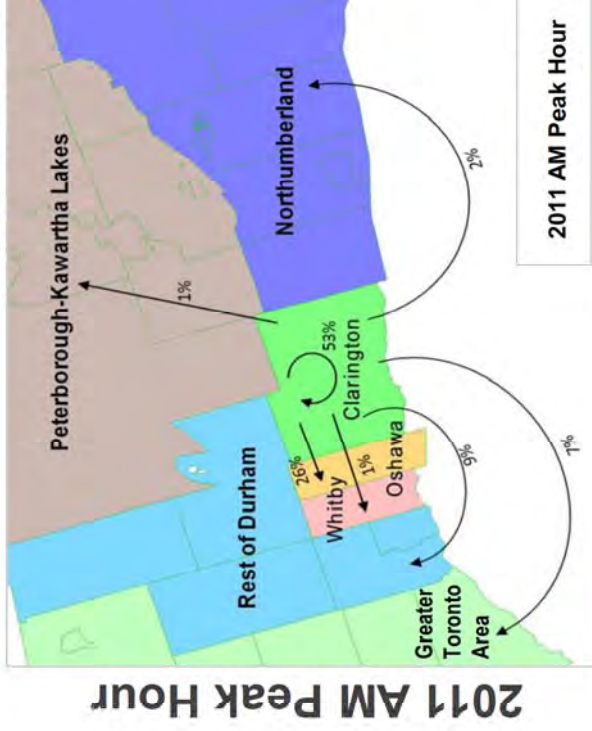 2011 AM Peak Hour
Peterborough-Kawartha Lakes
1%
Northumberland
2%
53%
Clarington
Rest of Durham
26%
Whitby
1%
Oshawa
9%
7%
Greater
Toronto
Area
2011 AM Peak Hour